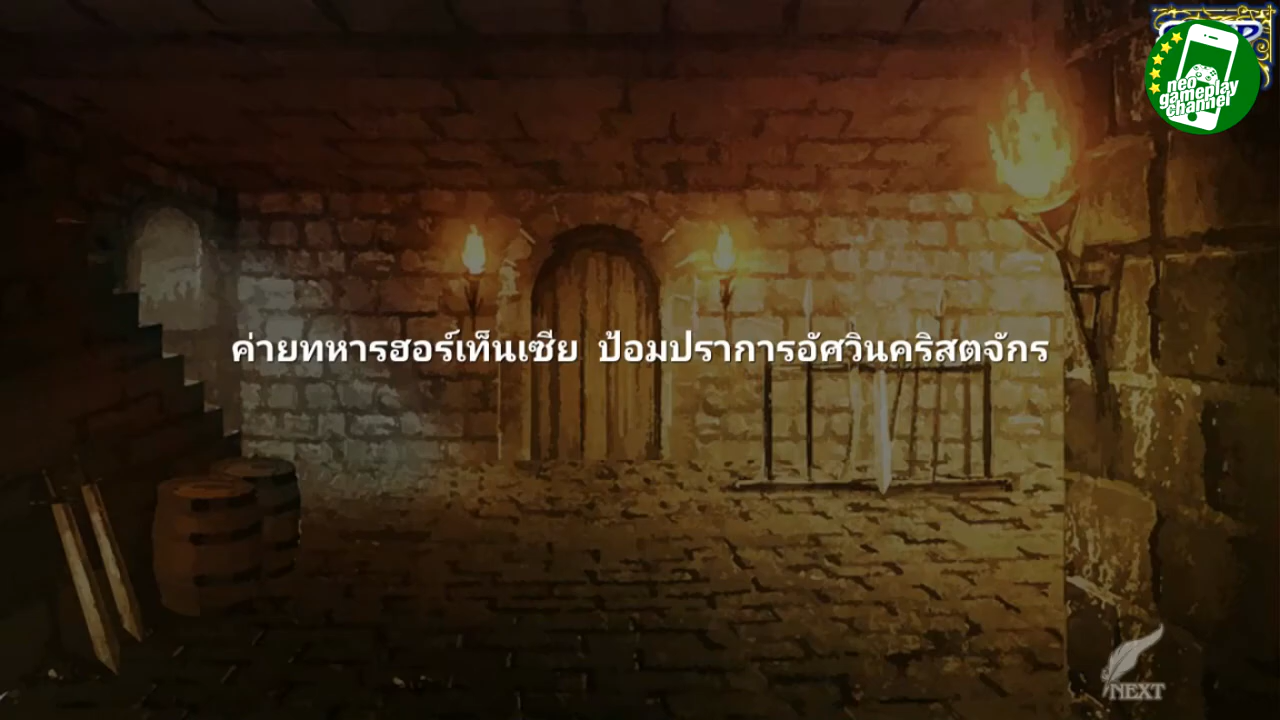 neo
gameplay
channel
ค่ายทหารฮอร์เท็นเซีย ป้อมปราการอัศวินคริสตจักร
NEXT